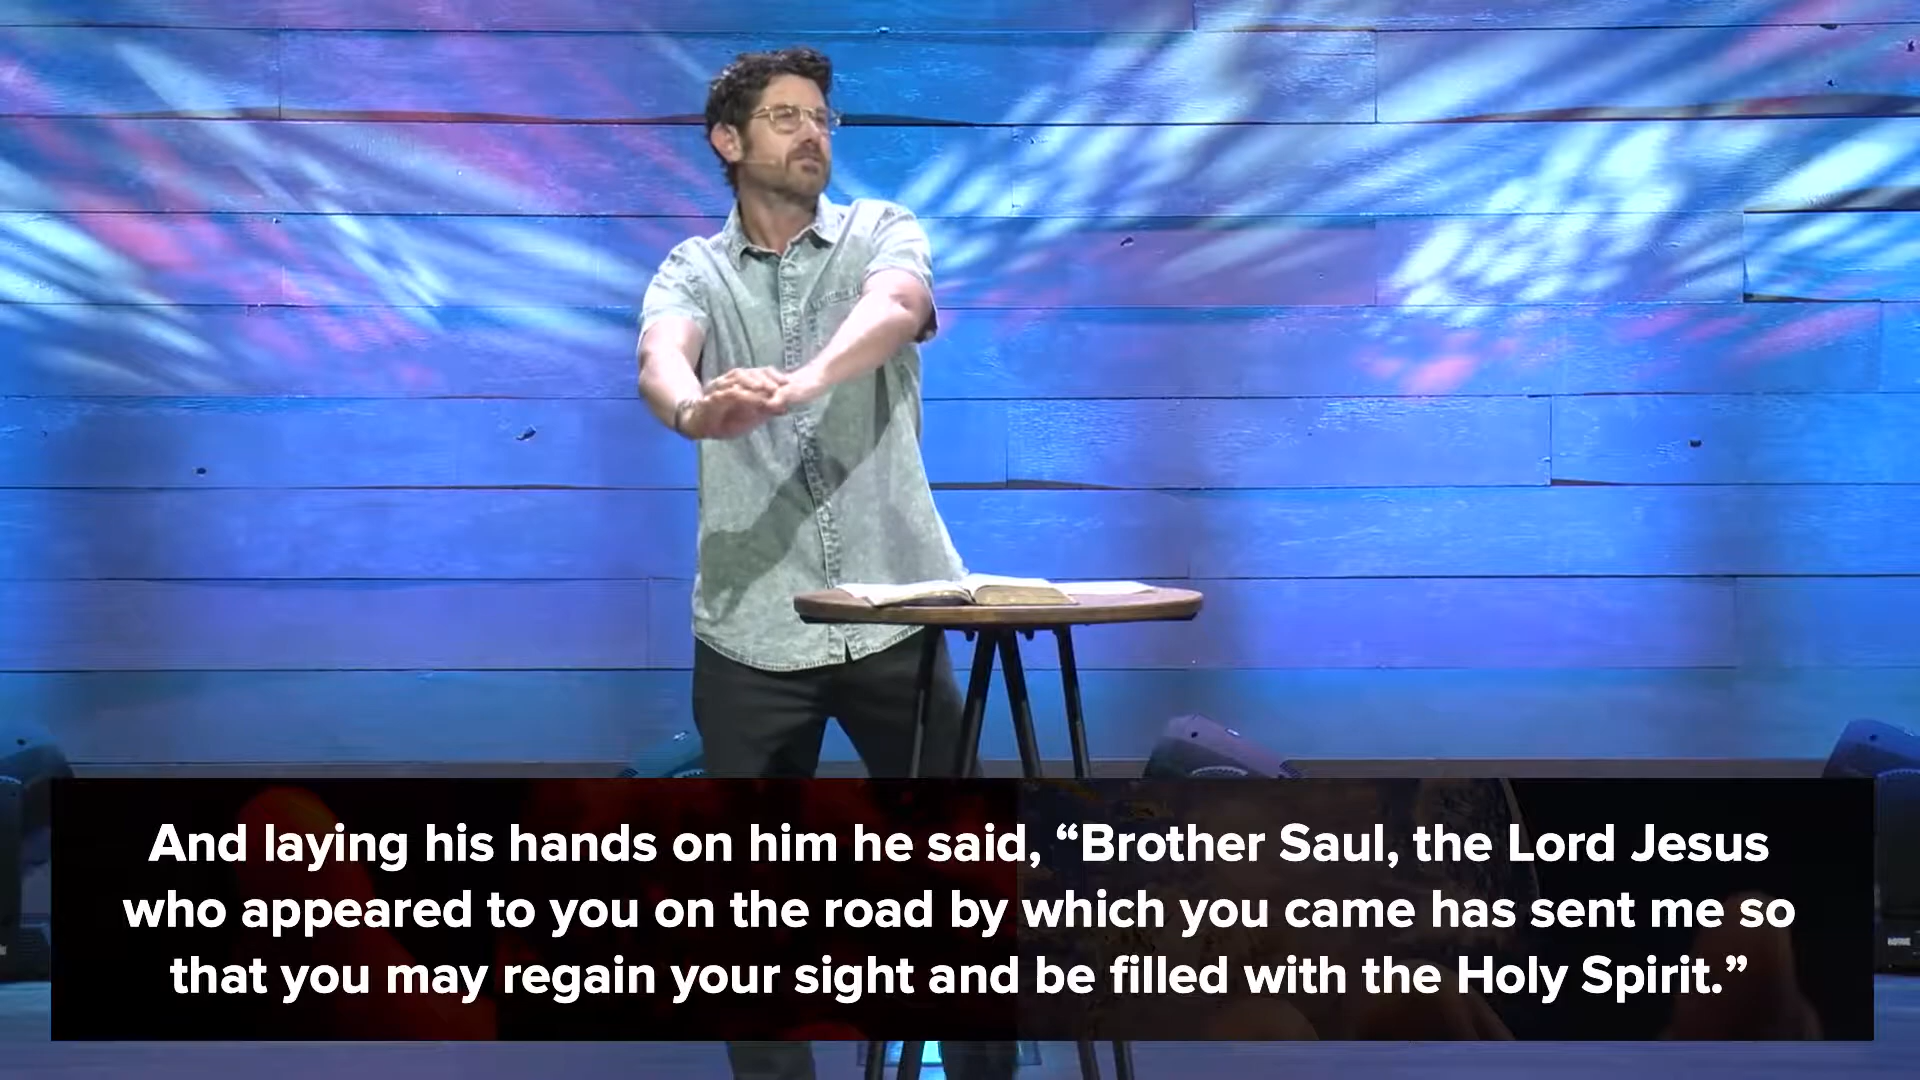 And laying his hands on him he said, “Brother Saul, the Lord Jesus
who appeared to you on the road by which you came has sent me so
that you may regain your sight and be filled with the Holy Spirit.”